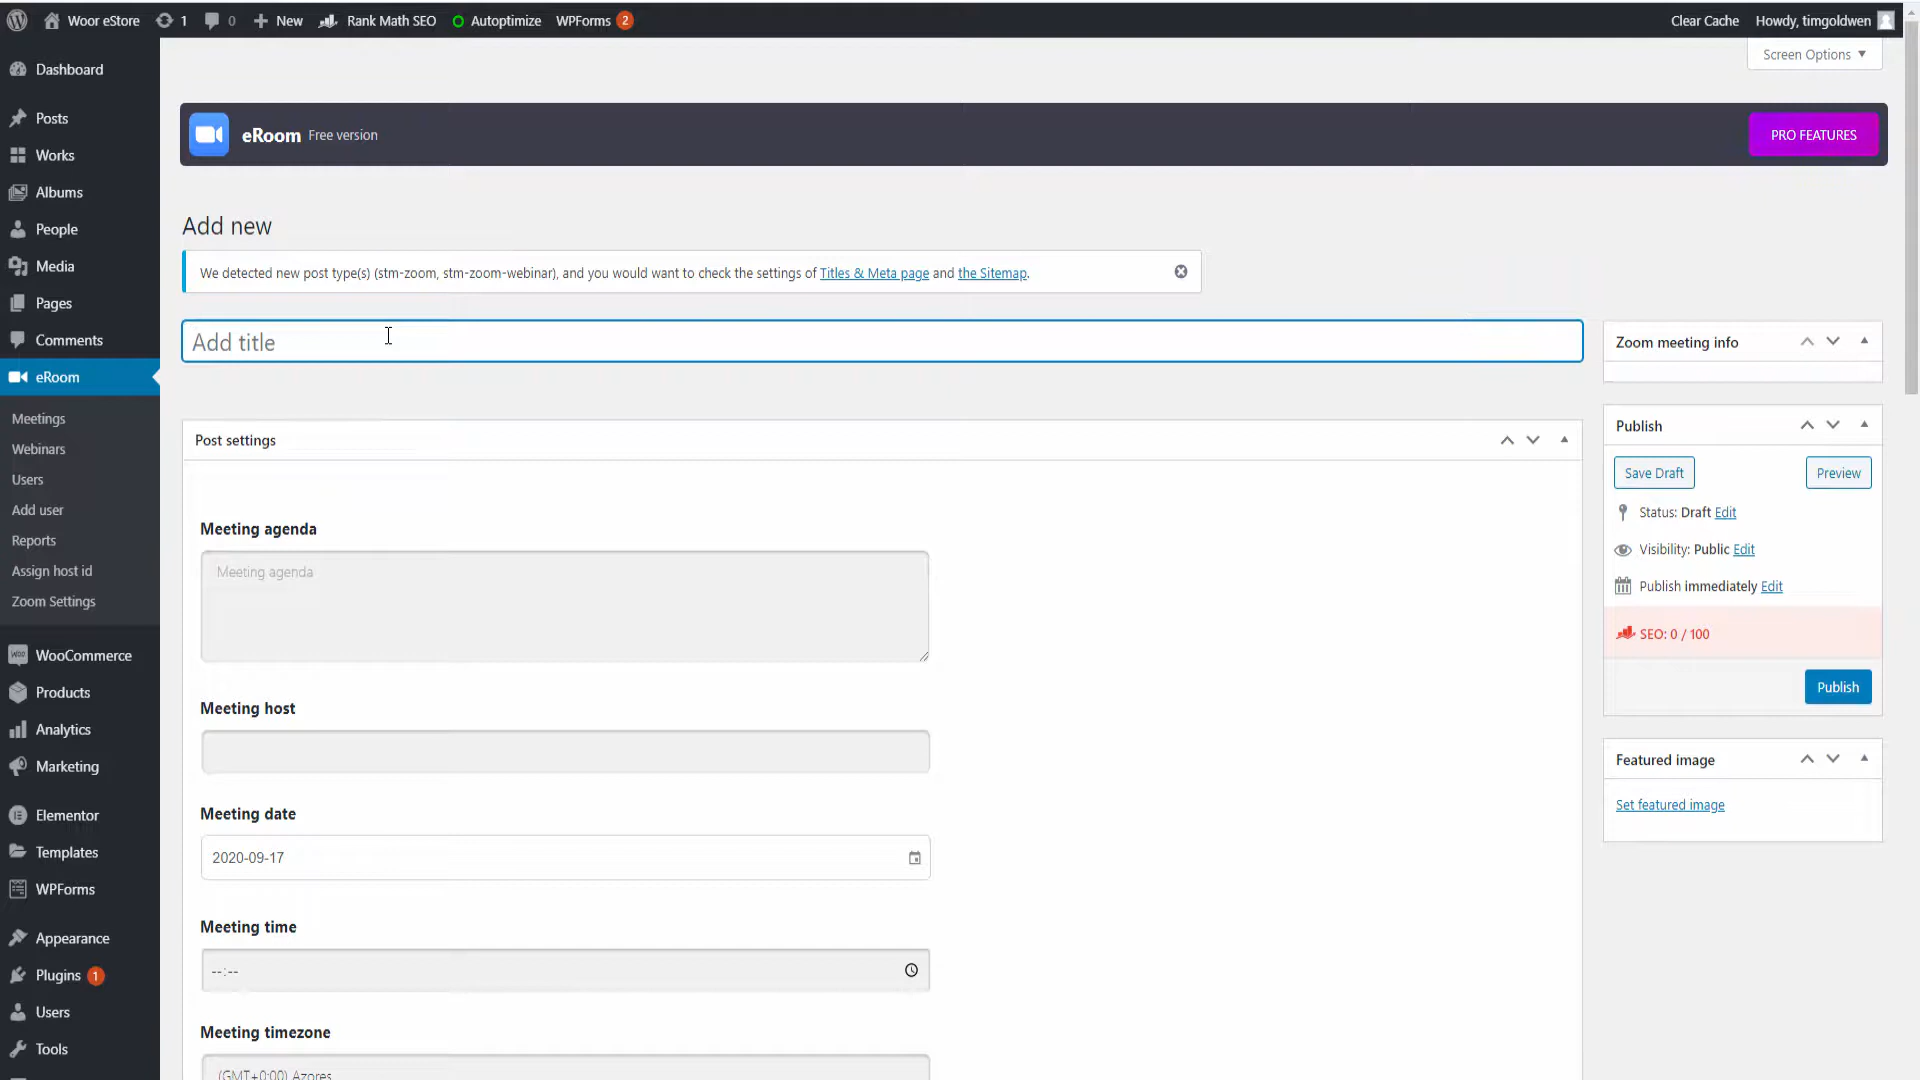 Woor eStore 1 0 New Rank Math SEO Autoptimize WPForms 2 Clear Cache Howdy, timgoldwen
Screen Options
Dashboard
Posts
Works
Albums
People
Media
Pages
Comments
eRoom
Meetings
Webinars
Users
Add user
Reports
Assign host id
Zoom Settings
WOO WooCommerce
Products
Analytics
Marketing
Elementor
Templates
WPForms
Appearance
Plugins 1
Users
Tools
eRoom Free version PRO FEATURES
Add new
We detected new post type(s) (stm-zoom, stm-zoom-webinar), and you would want to check the settings of Titles & Meta page and the Sitemap.
Add title
Post settings
Meeting agenda
Meeting agenda
Meeting host
Meeting date
2020-09-17
Meeting time
--:--
Meeting timezone
(GMT+0:00) Azores
Zoom meeting info
Publish
Save Draft Preview
Status: Draft Edit
Visibility: Public Edit
Publish immediately Edit
SEO: 0 / 100
Publish
Featured image
Set featured image